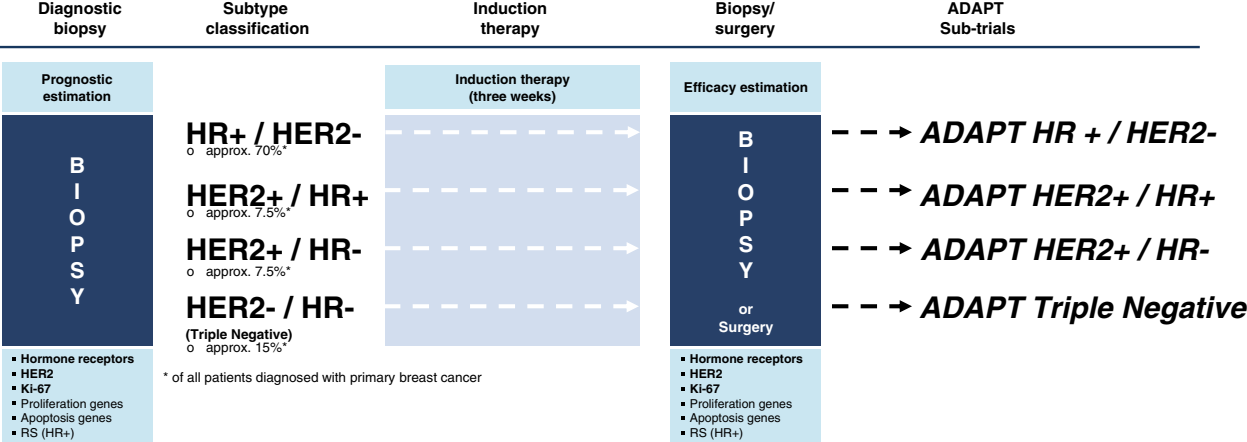 Diagnostic
biopsy
Subtype
classification
Induction
therapy
Biopsy/
surgery
ADAPT
Sub-trials
Prognostic
estimation
B
I
O
P
S
Y
▪ Hormone receptors
▪ HER2
▪ Ki-67
▪ Proliferation genes
▪ Apoptosis genes
▪ RS (HR+)
HR+ / HER2-
o approx. 70%*
HER2+ / HR+
o approx. 7.5%*
HER2+ / HR-
o approx. 7.5%*
HER2- / HR-
(Triple Negative)
o approx. 15%*
* of all patients diagnosed with primary breast cancer
Induction therapy
(three weeks)
Efficacy estimation
B
I
O
P
S
Y
or
Surgery
▪ Hormone receptors
▪ HER2
▪ Ki-67
▪ Proliferation genes
▪ Apoptosis genes
▪ RS (HR+)
ADAPT HR + / HER2-
ADAPT HER2+ / HR+
ADAPT HER2+ / HR-
ADAPT Triple Negative